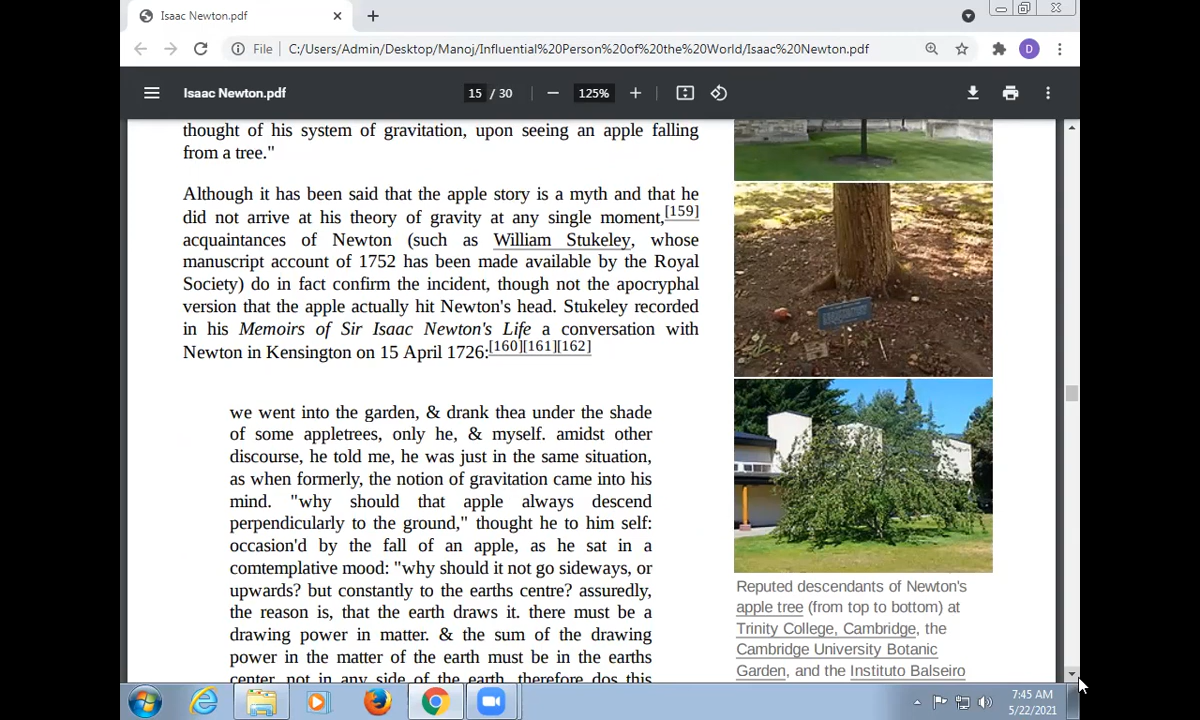 Isaac Newton.pdf
File
C:/Users/Admin/Desktop/Manoj/Influential%20Person%20of%20the%20World/Isaac%20Newton.pdf
D
Isaac Newton.pdf
15 / 30
125%
thought of his system of gravitation, upon seeing an apple falling
from a tree."
Although it has been said that the apple story is a myth and that he
did not arrive at his theory of gravity at any single moment,[159]
acquaintances of Newton (such as William Stukeley, whose
manuscript account of 1752 has been made available by the Royal
Society) do in fact confirm the incident, though not the apocryphal
version that the apple actually hit Newton's head. Stukeley recorded
in his Memoirs of Sir Isaac Newton's Life a conversation with
Newton in Kensington on 15 April 1726:[160][161][162]
we went into the garden, & drank thea under the shade
of some appletrees, only he, & myself. amidst other
discourse, he told me, he was just in the same situation,
as when formerly, the notion of gravitation came into his
mind. "why should that apple always descend
perpendicularly to the ground," thought he to him self:
occasion'd by the fall of an apple, as he sat in a
comtemplative mood: "why should it not go sideways, or
upwards? but constantly to the earths centre? assuredly,
the reason is, that the earth draws it. there must be a
drawing power in matter. & the sum of the drawing
power in the matter of the earth must be in the earths
center, not in any side of the earth. therefore dos this
Reputed descendants of Newton's
apple tree (from top to bottom) at
Trinity College, Cambridge, the
Cambridge University Botanic
Garden, and the Instituto Balseiro
7:45 AM
5/22/2021